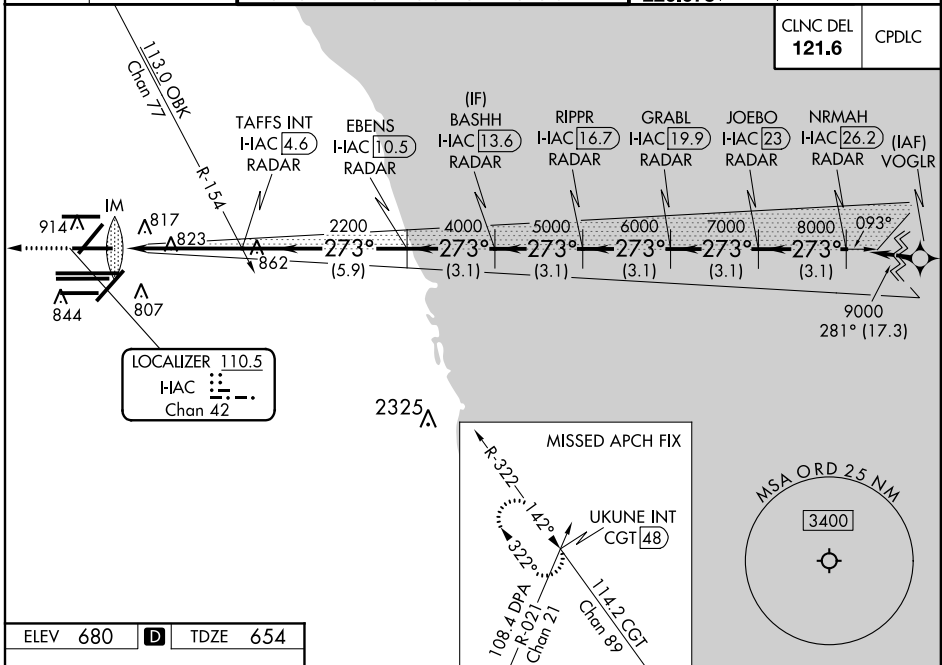 CLNC DEL
121.6
CPDLC
113.0 OBK
Chan 77
R-154
TAFFS INT
I-IAC 4.6
RADAR
EBENS
I-IAC 10.5
RADAR
(IF)
BASHH
I-IAC 13.6
RADAR
RIPPR
I-IAC 16.7
RADAR
GRABL
I-IAC 19.9
RADAR
JOEBO
I-IAC 23
RADAR
NRMAH
I-IAC 26.2
RADAR
(IAF)
VOGLR
IM
914
817
823
862
844
807
2200
4000
5000
6000
7000
8000
093°
273°
273°
273°
273°
273°
273°
(5.9)
(3.1)
(3.1)
(3.1)
(3.1)
(3.1)
9000
281° (17.3)
LOCALIZER 110.5
I-IAC
Chan 42
2325
MISSED APCH FIX
R-322
142°
322°
UKUNE INT
CGT 48
108.4 DPA
R-021
Chan 21
114.2 CGT
Chan 89
MSA ORD 25 NM
3400
ELEV 680 D TDZE 654